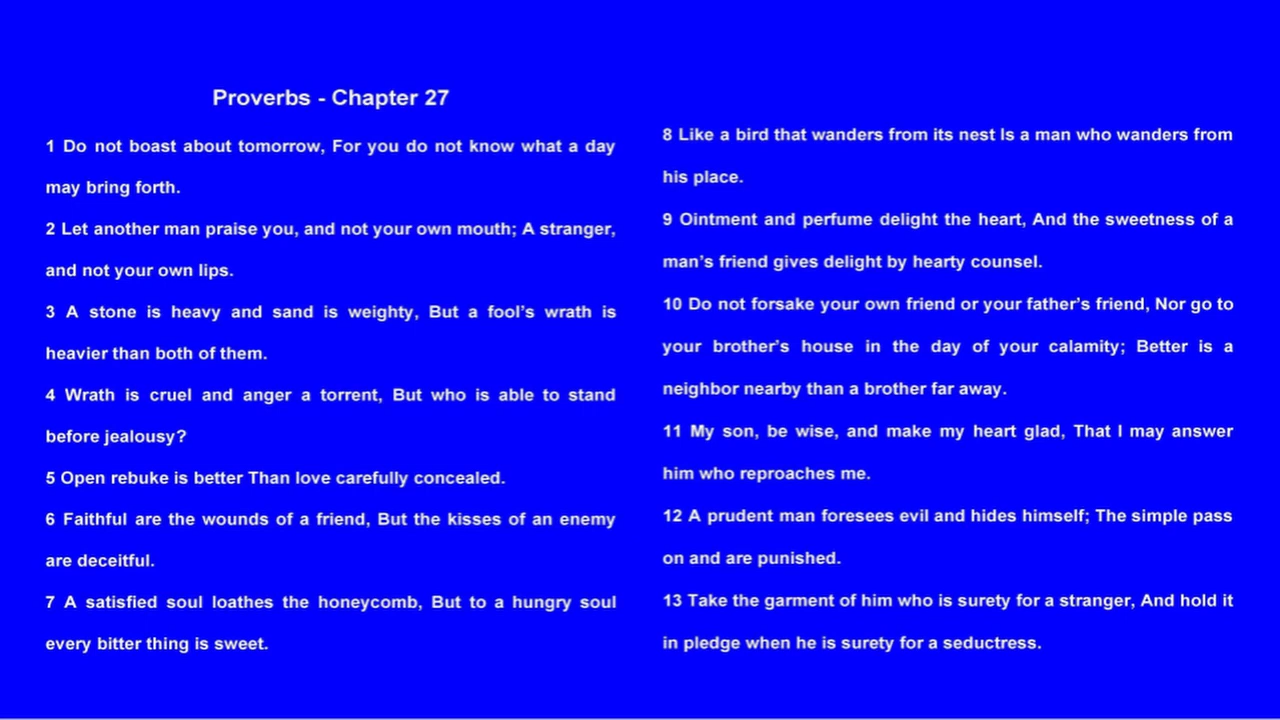 Proverbs - Chapter 27
1 Do not boast about tomorrow, For you do not know what a day
may bring forth.
2 Let another man praise you, and not your own mouth; A stranger,
and not your own lips.
3 A stone is heavy and sand is weighty, But a fool's wrath is
heavier than both of them.
4 Wrath is cruel and anger a torrent, But who is able to stand
before jealousy?
5 Open rebuke is better Than love carefully concealed.
6 Faithful are the wounds of a friend, But the kisses of an enemy
are deceitful.
7 A satisfied soul loathes the honeycomb, But to a hungry soul
every bitter thing is sweet.
8 Like a bird that wanders from its nest Is a man who wanders from
his place.
9 Ointment and perfume delight the heart, And the sweetness of a
man's friend gives delight by hearty counsel.
10 Do not forsake your own friend or your father's friend, Nor go to
your brother's house in the day of your calamity; Better is a
neighbor nearby than a brother far away.
11 My son, be wise, and make my heart glad, That I may answer
him who reproaches me.
12 A prudent man foresees evil and hides himself; The simple pass
on and are punished.
13 Take the garment of him who is surety for a stranger, And hold it
in pledge when he is surety for a seductress.